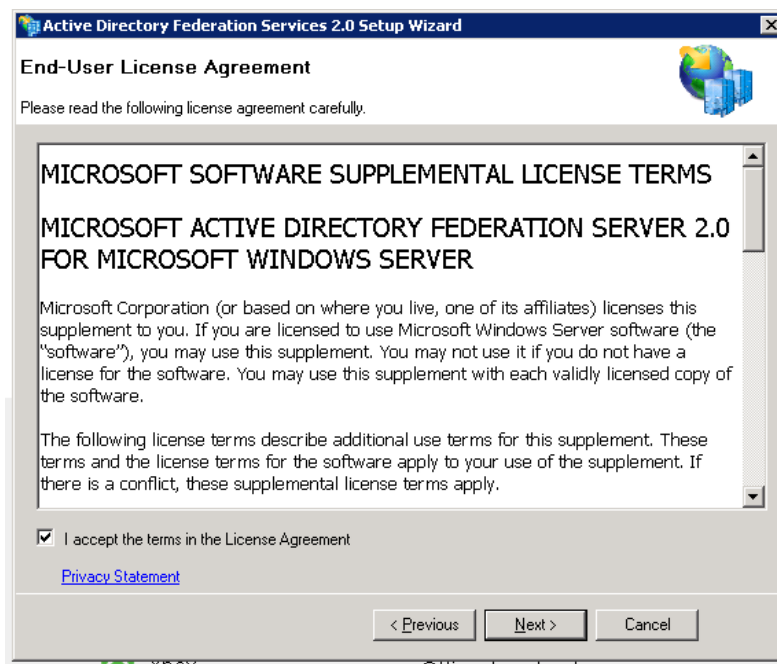 Active Directory Federation Services 2.0 Setup Wizard
End-User License Agreement
Please read the following license agreement carefully.
MICROSOFT SOFTWARE SUPPLEMENTAL LICENSE TERMS
MICROSOFT ACTIVE DIRECTORY FEDERATION SERVER 2.0
FOR MICROSOFT WINDOWS SERVER
Microsoft Corporation (or based on where you live, one of its affiliates) licenses this
supplement to you. If you are licensed to use Microsoft Windows Server software (the
"software"), you may use this supplement. You may not use it if you do not have a
license for the software. You may use this supplement with each validly licensed copy of
the software.
The following license terms describe additional use terms for this supplement. These
terms and the license terms for the software apply to your use of the supplement. If
there is a conflict, these supplemental license terms apply.
I accept the terms in the License Agreement
Privacy Statement
< Previous
Next >
Cancel